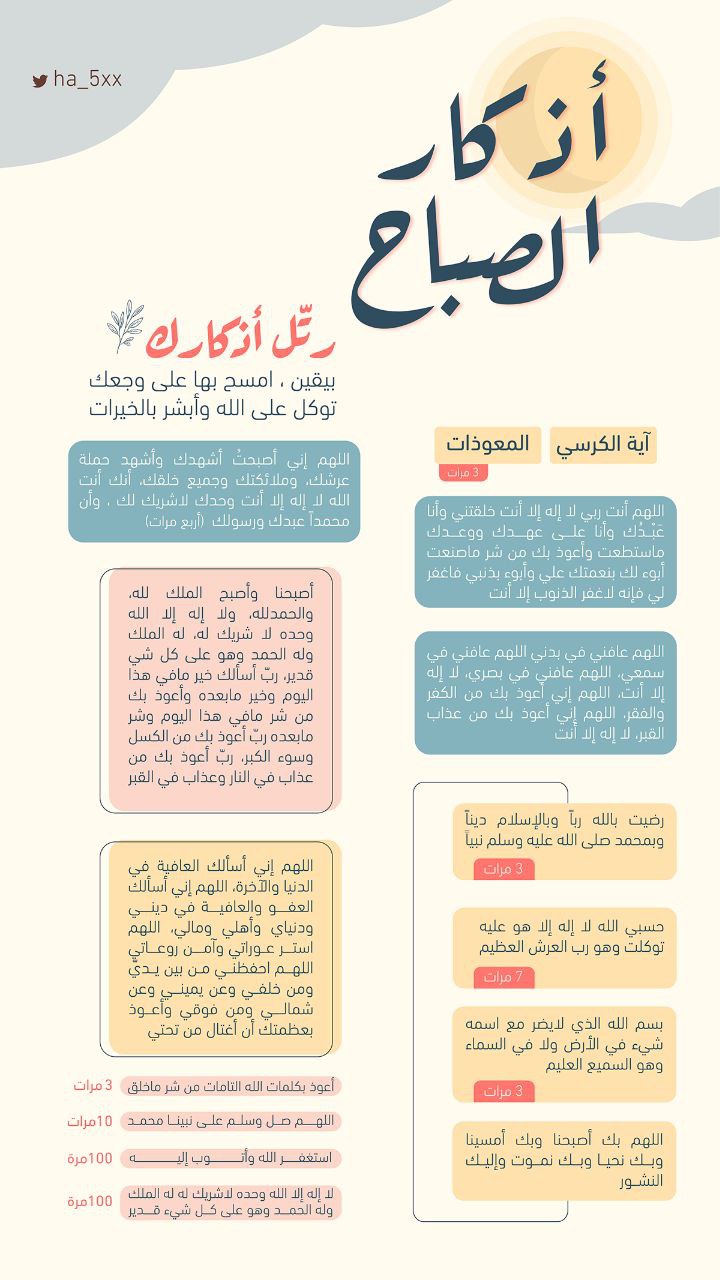 ha_5xx
أذكار
الصباح
رتّل أذكارك
بيقين ، امسح بها على وجعك
توكل على الله وأبشر بالخيرات
آية الكرسي
المعوذات
3 مرات
اللهم أنت ربي لا إله إلا أنت خلقتني وأنا
عَبْدُك وأنا على عهدك ووعدك
ماستطعت وأعوذ بك من شر ماصنعت
أبوء لك بنعمتك علي وأبوء بذنبي فاغفر
لي فإنه لاغفر الذنوب إلا أنت
اللهم عافني في بدني اللهم عافني في
سمعي، اللهم عافني في بصري، لا إله
إلا أنت، اللهم إني أعوذ بك من الكفر
والفقر، اللهم إني أعوذ بك من عذاب
القبر، لا إله إلا أنت
رضيت بالله رباً وبالإسلام ديناً
وبمحمد صلى الله عليه وسلم نبياً
3 مرات
حسبي الله لا إله إلا هو عليه
توكلت وهو رب العرش العظيم
7 مرات
بسم الله الذي لايضر مع اسمه
شيء في الأرض ولا في السماء
وهو السميع العليم
3 مرات
اللهم بك أصبحنا وبك أمسينا
وبك نحيا وبك نموت وإليك
النشور
اللهم إني أصبحتُ أشهدك وأشهد حملة
عرشك، وملائكتك وجميع خلقك، أنك أنت
الله لا إله إلا أنت وحدك لاشريك لك ، وأن
محمداً عبدك ورسولك (أربع مرات)
أصبحنا وأصبح الملك لله،
والحمدلله، ولا إله إلا الله
وحده لا شريك له، له الملك
وله الحمد وهو على كل شي
قدير، ربّ أسألك خير مافي هذا
اليوم وخير مابعده وأعوذ بك
من شر مافي هذا اليوم وشر
مابعده ربّ أعوذ بك من الكسل
وسوء الكبر، ربّ أعوذ بك من
عذاب في النار وعذاب في القبر
اللهم إني أسألك العافية في
الدنيا والآخرة، اللهم إني أسألك
العفو والعافية في ديني
ودنياي وأهلي ومالي، اللهم
استر عوراتي وآمن روعاتي
اللهم احفظني من بين يديّ
ومن خلفي وعن يميني وعن
شمالي ومن فوقي وأعوذ
بعظمتك أن أغتال من تحتي
أعوذ بكلمات الله التامات من شر ماخلق 3 مرات
اللهم صل وسلم على نبينا محمد 10مرات
استغفر الله وأتوب إليه 100مرة
لا إله إلا الله وحده لاشريك له له الملك
وله الحمد وهو على كل شيء قدير 100مرة